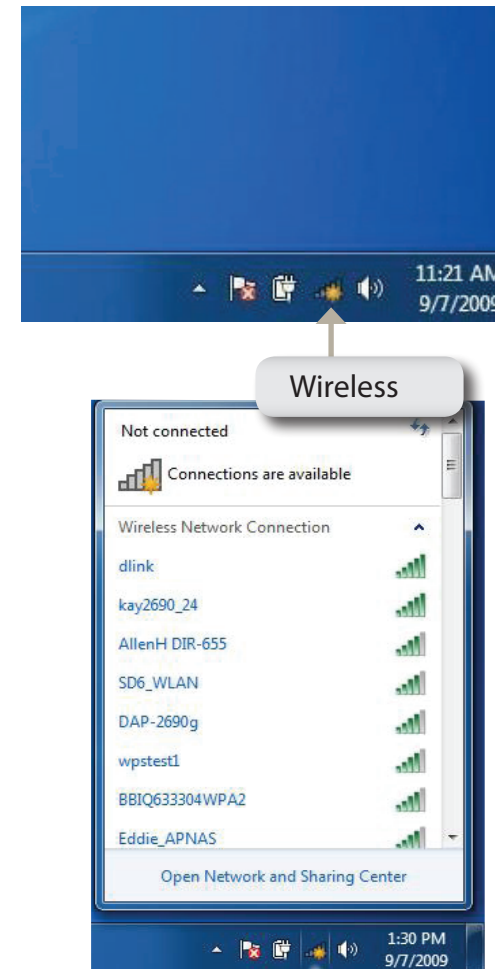 11:21 AM
9/7/2009
Wireless
Not connected
Connections are available
Wireless Network Connection
dlink
kay2690_24
AllenH DIR-655
SD6_WLAN
DAP-2690g
wpstest1
BBIQ633304WPA2
Eddie_APNAS
Open Network and Sharing Center
1:30 PM
9/7/2009